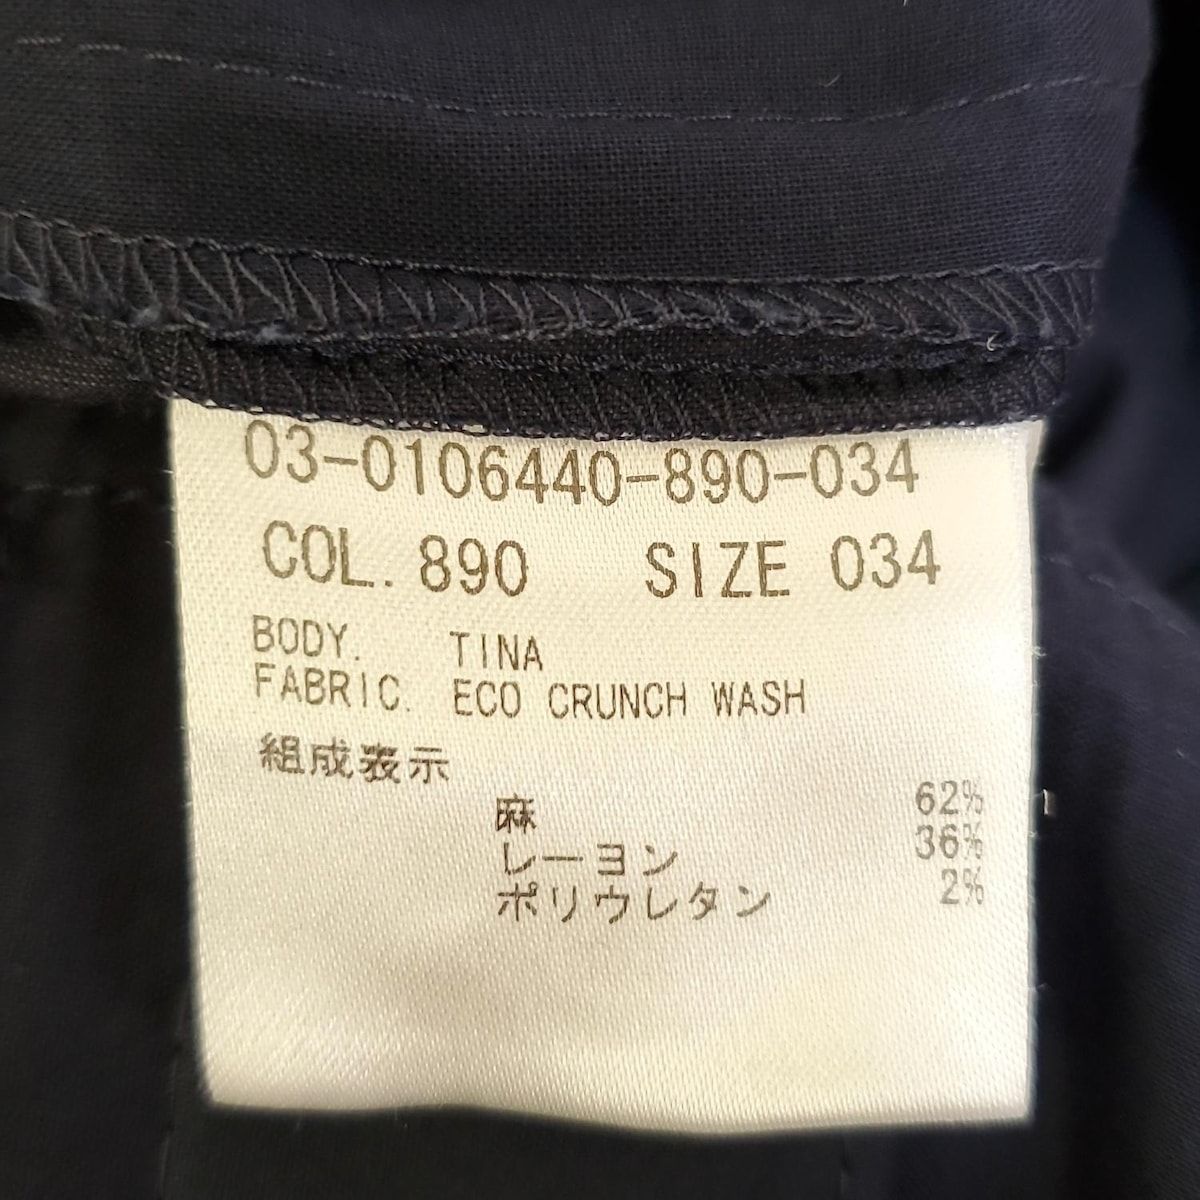 03-0106440-890-034
COL. 890 SIZE 034
BODY. TINA
FABRIC. ECO CRUNCH WASH
組成表示
麻 62%
レーヨン 36%
ポリウレタン 2%